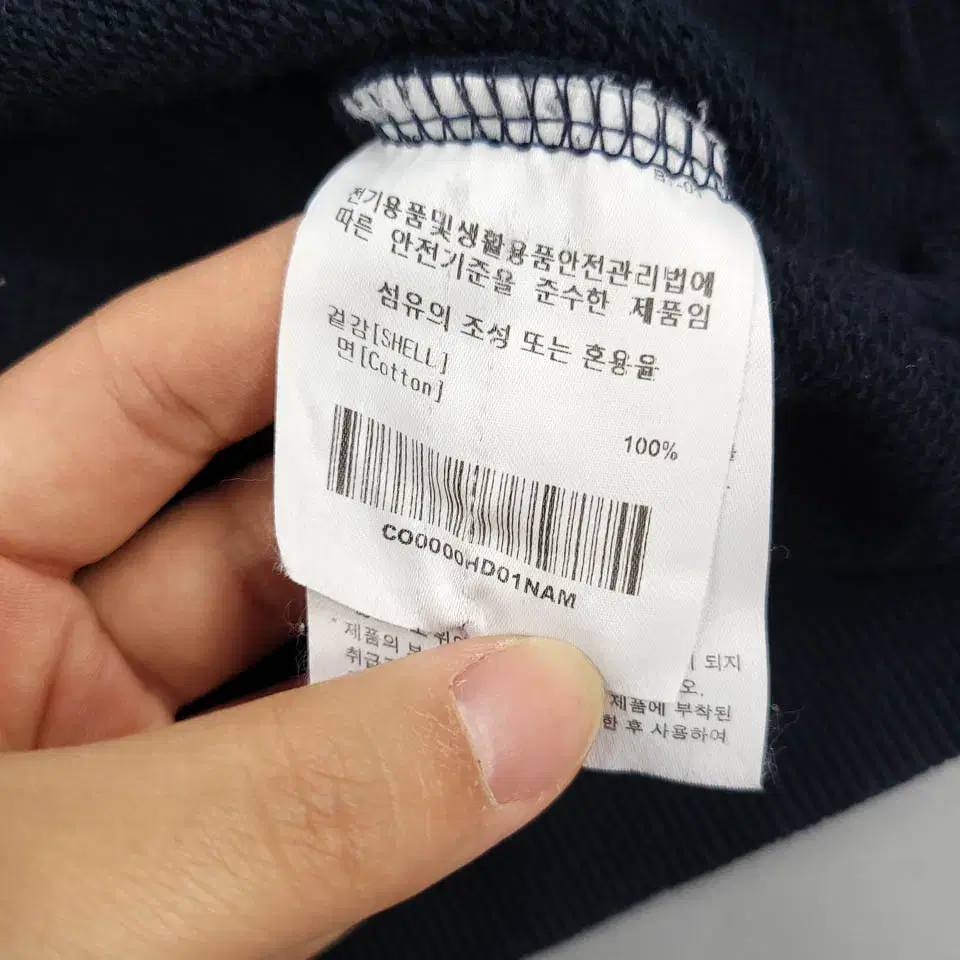 전기용품및생활용품안전관리법에
따른 안전기준을 준수한 제품임
섬유의 조성 또는 혼용율
겉감[SHELL]
면[Cotton]
100%
CO0000HD01NAM
제품의
취급 되지
오.
제품에 부착된
한 후 사용하여